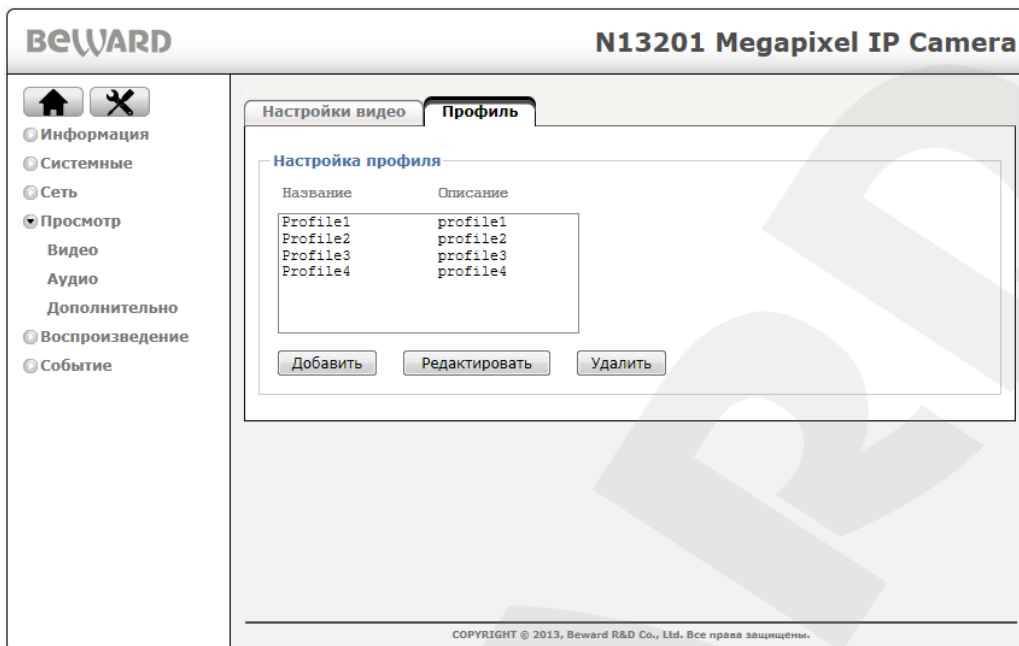 BEWARD
N13201 Megapixel IP Camera
Информация
Системные
Сеть
Просмотр
Видео
Аудио
Дополнительно
Воспроизведение
Событие
Настройки видео
Профиль
Настройка профиля
Название Описание
Profile1 profile1
Profile2 profile2
Profile3 profile3
Profile4 profile4
Добавить Редактировать Удалить
COPYRIGHT © 2013, Beward R&D Co., Ltd. Все права защищены.